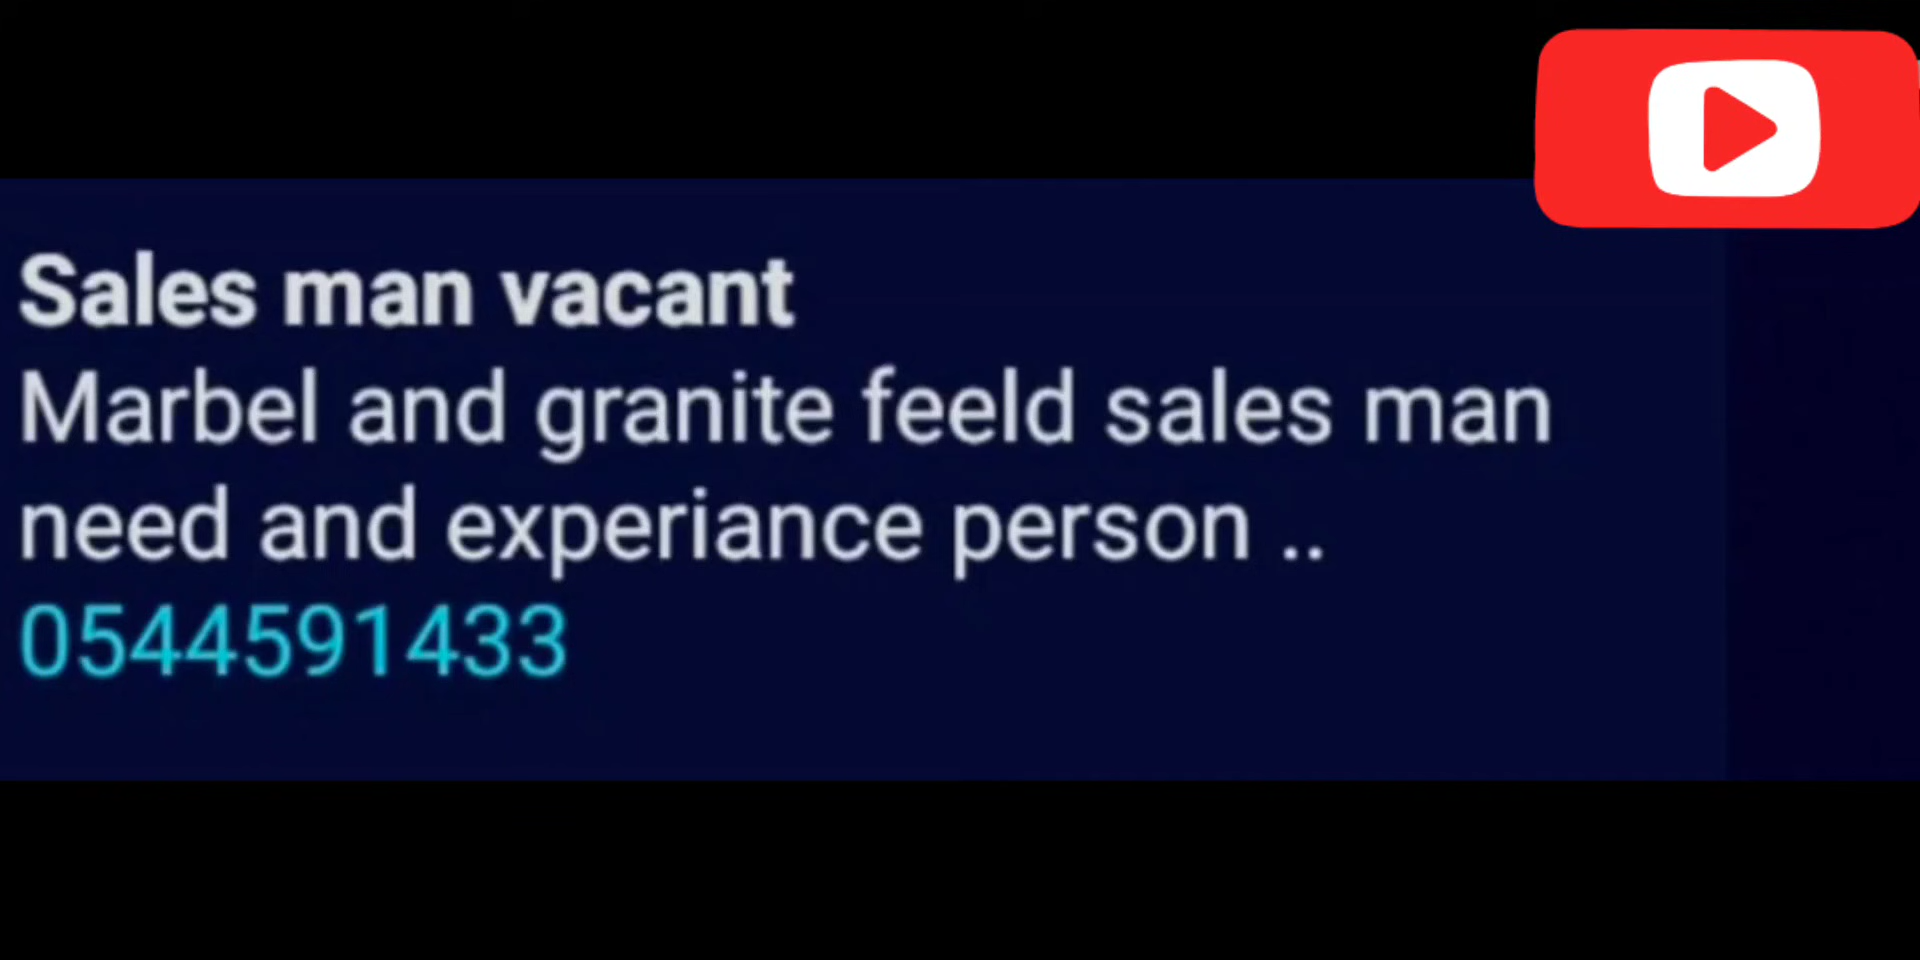 Sales man vacant
Marbel and granite feeld sales man
need and experiance person ..
0544591433